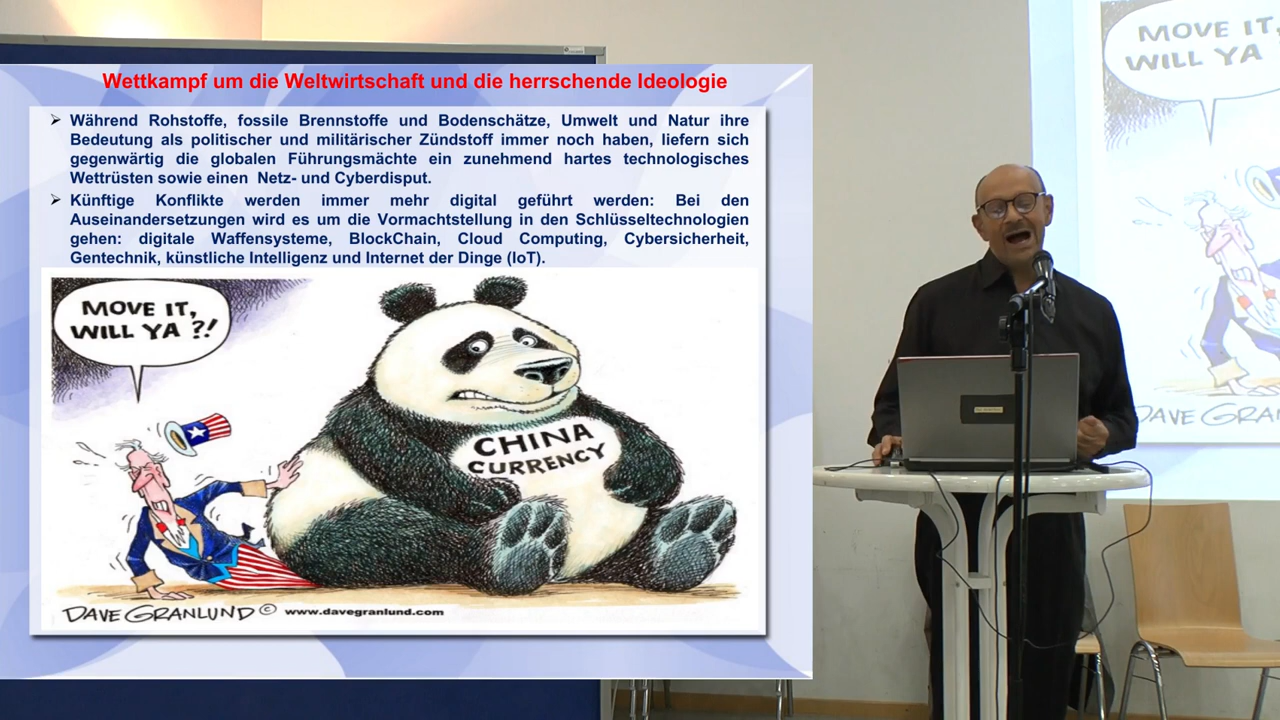 Wettkampf um die Weltwirtschaft und die herrschende Ideologie
➢ Während Rohstoffe, fossile Brennstoffe und Bodenschätze, Umwelt und Natur ihre
Bedeutung als politischer und militärischer Zündstoff immer noch haben, liefern sich
gegenwärtig die globalen Führungsmächte ein zunehmend hartes technologisches
Wettrüsten sowie einen Netz- und Cyberdisput.
➢ Künftige Konflikte werden immer mehr digital geführt werden: Bei den
Auseinandersetzungen wird es um die Vormachtstellung in den Schlüsseltechnologien
gehen: digitale Waffensysteme, BlockChain, Cloud Computing, Cybersicherheit,
Gentechnik, künstliche Intelligenz und Internet der Dinge (IoT).
MOVE IT,
WILL YA ?!
CHINA
CURRENCY
DAVE GRANLUND © www.davegranlund.com
MOVE IT,
WILL YA
DAVE GRAN